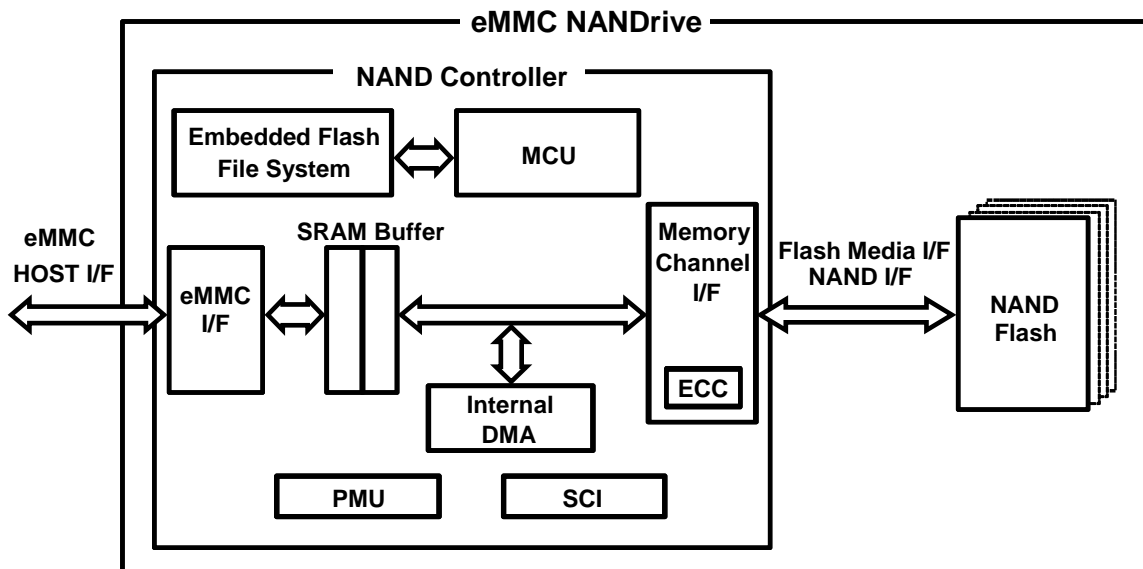 eMMC NANDrive
NAND Controller
Embedded Flash
File System
MCU
eMMC
HOST I/F
eMMC
I/F
SRAM Buffer
Memory
Channel
I/F
ECC
Flash Media I/F
NAND I/F
NAND
Flash
Internal
DMA
PMU
SCI